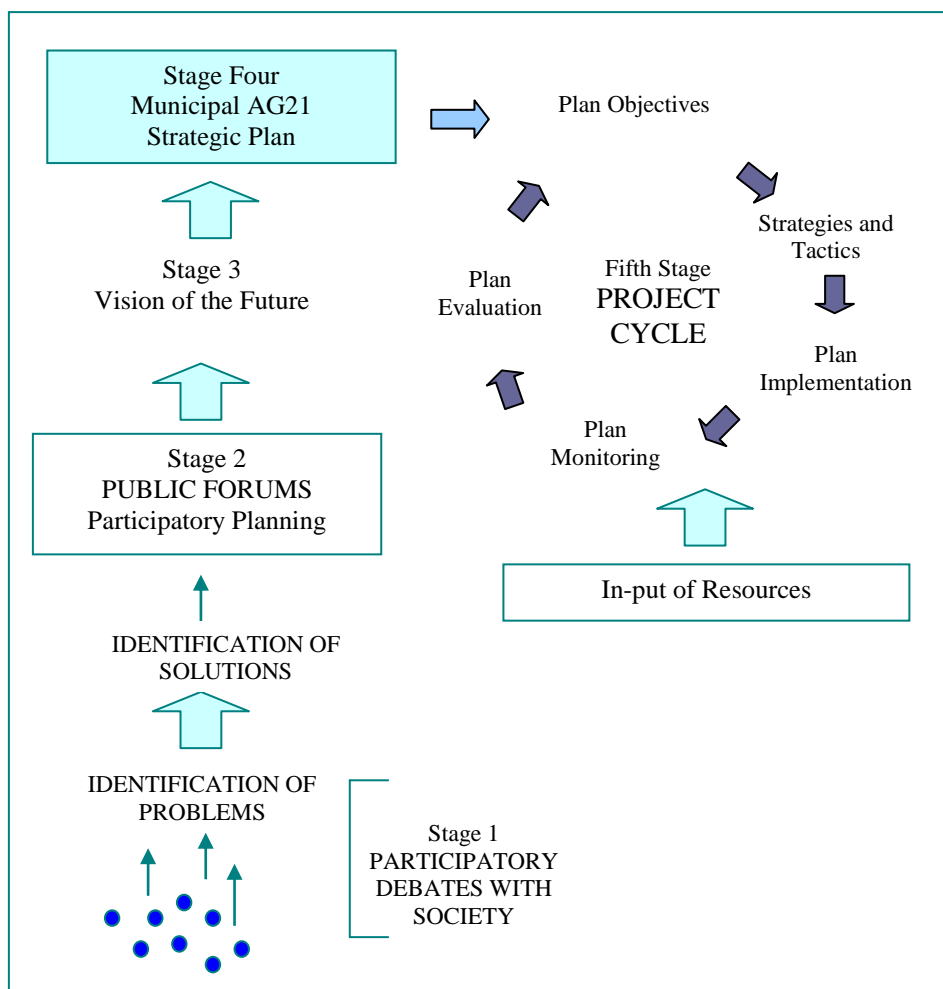 Stage Four
Municipal AG21
Strategic Plan
Plan Objectives
Strategies and
Tactics
Stage 3
Vision of the Future
Plan
Evaluation
Fifth Stage
PROJECT
CYCLE
Plan
Implementation
Plan
Monitoring
Stage 2
PUBLIC FORUMS
Participatory Planning
In-put of Resources
IDENTIFICATION OF
SOLUTIONS
IDENTIFICATION OF
PROBLEMS
Stage 1
PARTICIPATORY
DEBATES WITH
SOCIETY